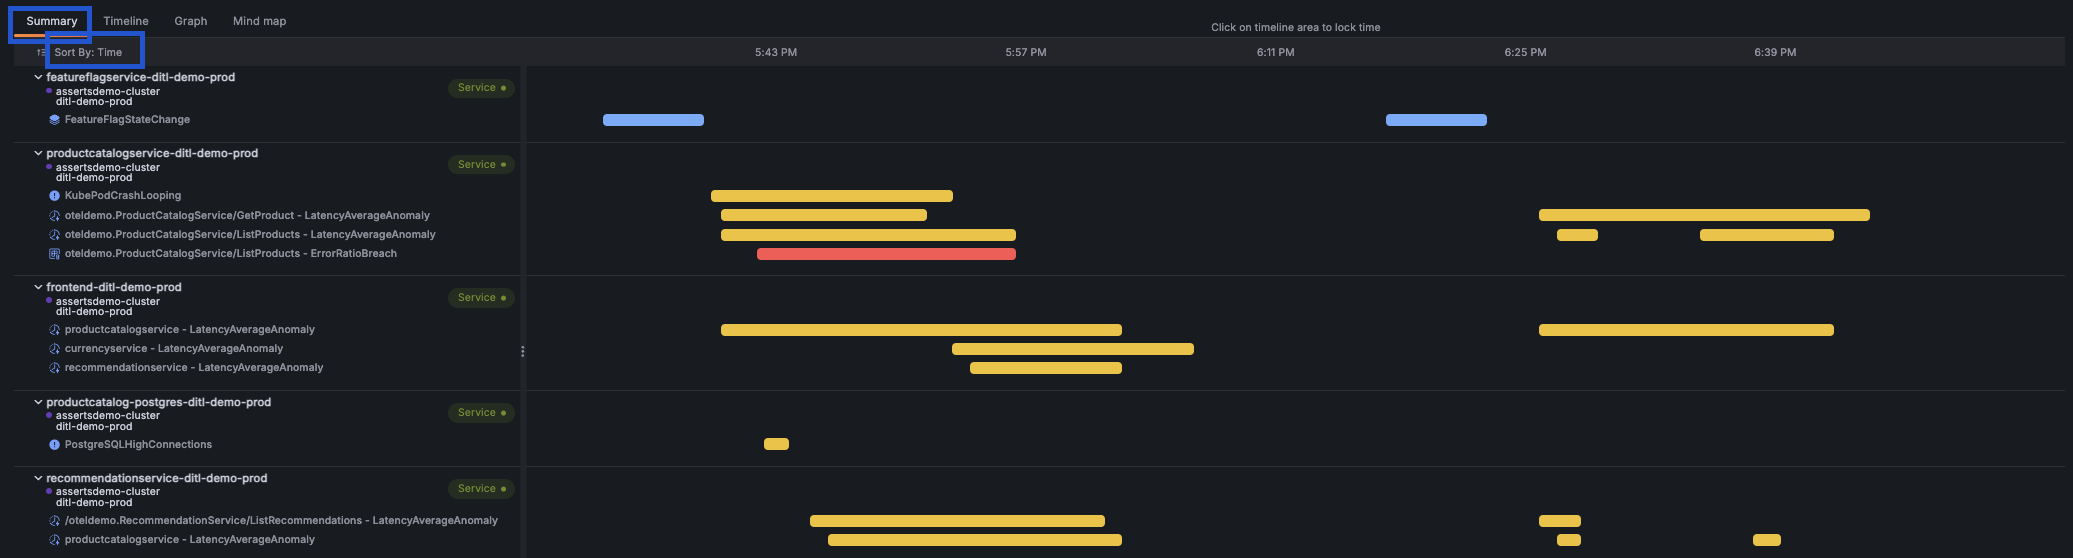 Summary Timeline Graph Mind map
Click on timeline area to lock time
Sort By: Time 5:43 PM 5:57 PM 6:11 PM 6:25 PM 6:39 PM
featureflagservice-ditl-demo-prod
Service
assertsdemo-cluster
ditl-demo-prod
FeatureFlagStateChange
productcatalogservice-ditl-demo-prod
Service
assertsdemo-cluster
ditl-demo-prod
KubePodCrashLooping
oteldemo.ProductCatalogService/GetProduct - LatencyAverageAnomaly
oteldemo.ProductCatalogService/ListProducts - LatencyAverageAnomaly
oteldemo.ProductCatalogService/ListProducts - ErrorRatioBreach
frontend-ditl-demo-prod
Service
assertsdemo-cluster
ditl-demo-prod
productcatalogservice - LatencyAverageAnomaly
currencyservice - LatencyAverageAnomaly
recommendationservice - LatencyAverageAnomaly
productcatalog-postgres-ditl-demo-prod
Service
assertsdemo-cluster
ditl-demo-prod
PostgreSQLHighConnections
recommendationservice-ditl-demo-prod
Service
assertsdemo-cluster
ditl-demo-prod
/oteldemo.RecommendationService/ListRecommendations - LatencyAverageAnomaly
productcatalogservice - LatencyAverageAnomaly